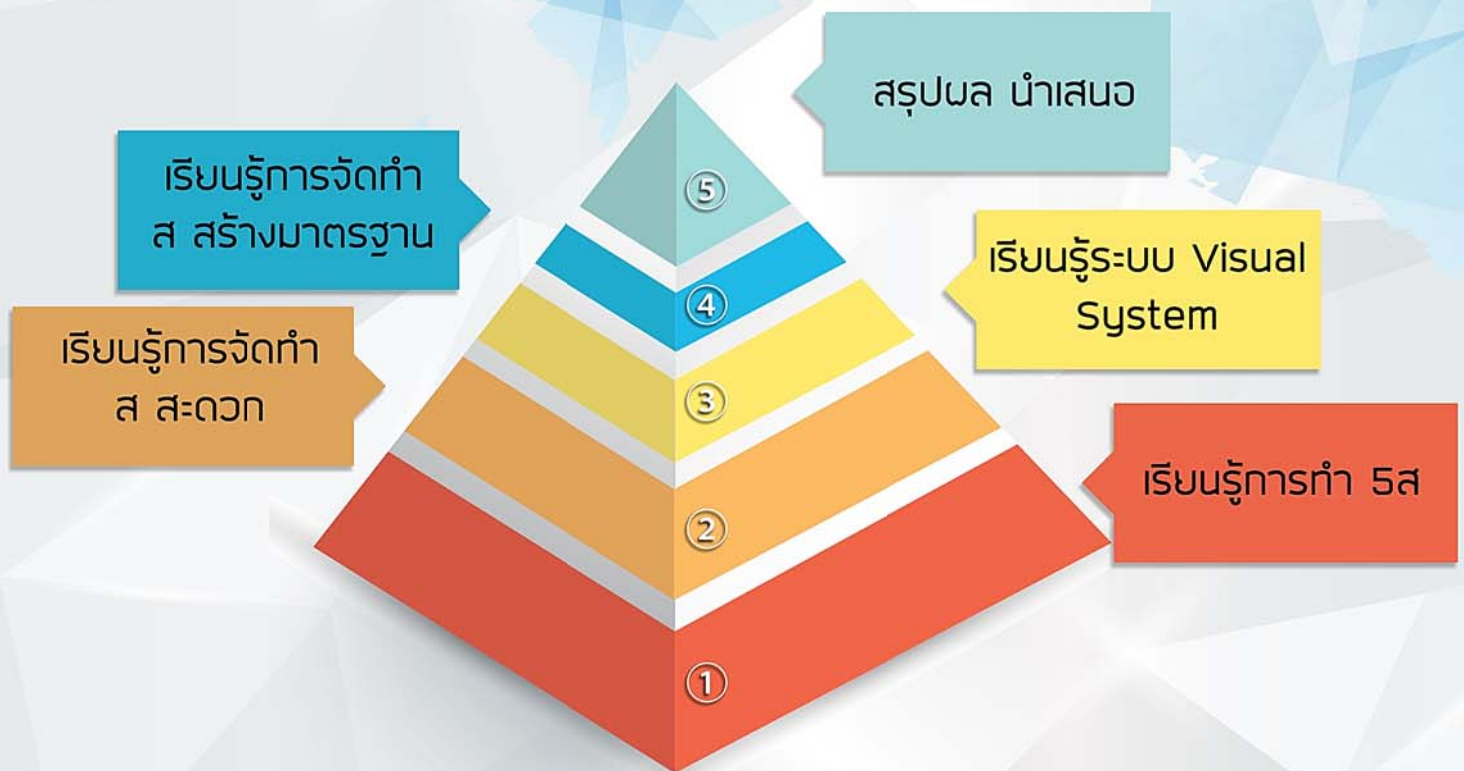 สรุปผล นำเสนอ
เรียนรู้การจัดทำ
ส สร้างมาตรฐาน
เรียนรู้ระบบ Visual
System
เรียนรู้การจัดทำ
ส สะดวก
เรียนรู้การทำ 5ส
5
4
3
2
1